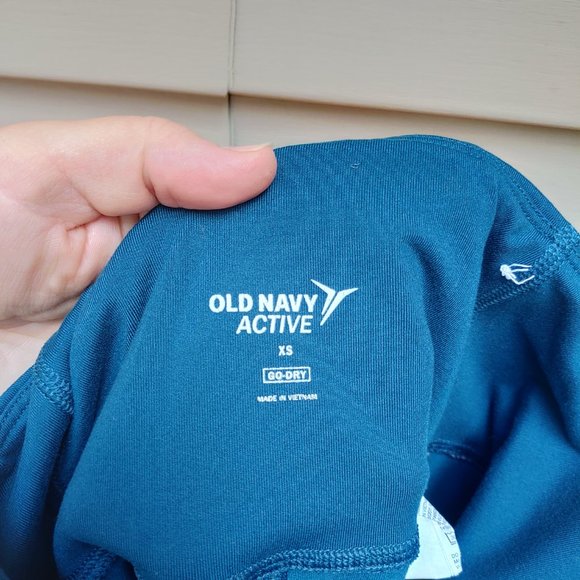 OLD NAVY
ACTIVE
XS
GO-DRY
MADE IN VIETNAM